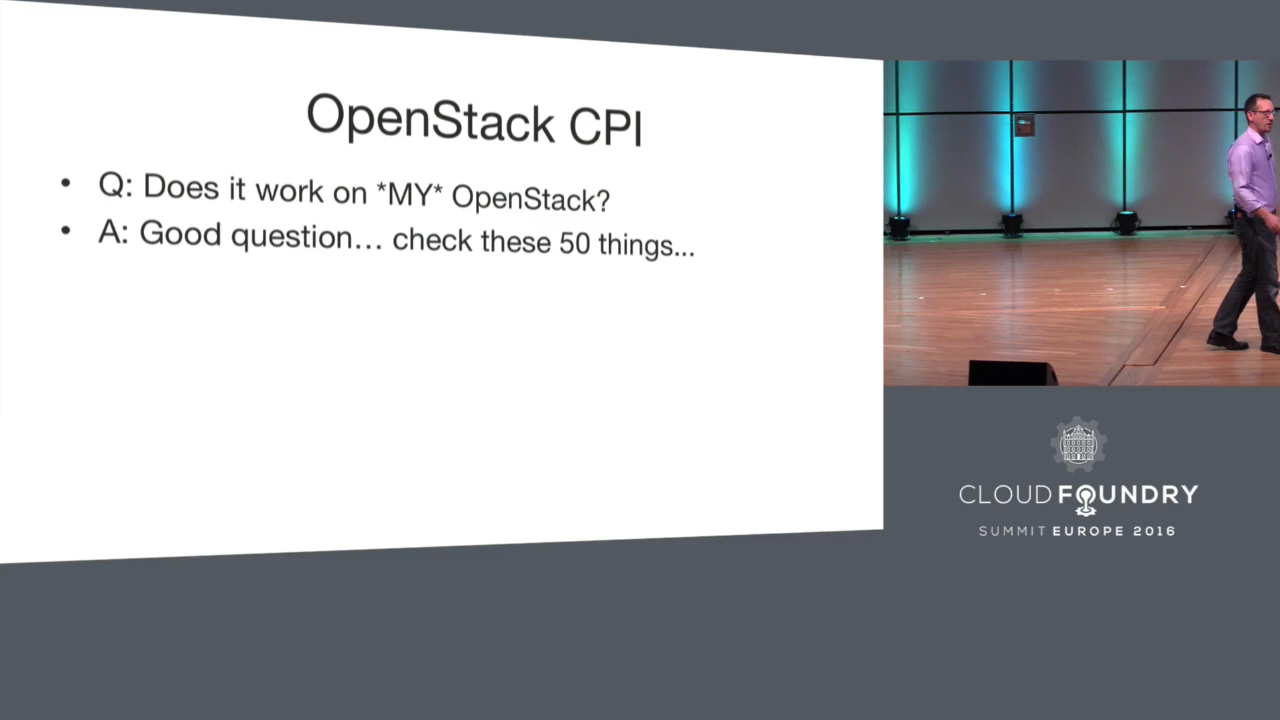 OpenStack CPI
• Q: Does it work on *MY* OpenStack?
• A: Good question... check these 50 things...
CLOUD FOUNDRY
SUMMIT EUROPE 2016